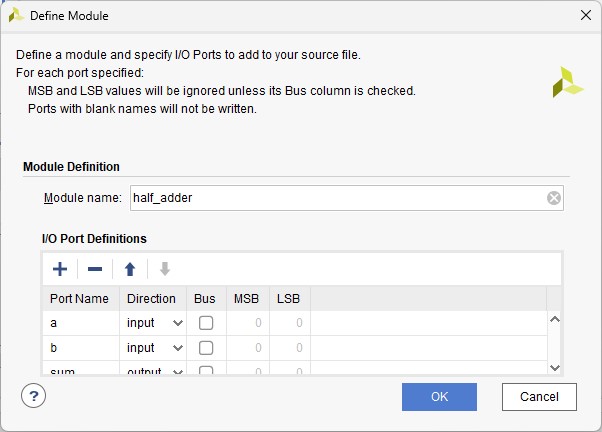 Define Module
Define a module and specify I/O Ports to add to your source file.
For each port specified:
MSB and LSB values will be ignored unless its Bus column is checked.
Ports with blank names will not be written.
Module Definition
Module name: half_adder
I/O Port Definitions
Port Name Direction Bus MSB LSB
a input 0 0
b input 0 0
sum output 0 0
? OK Cancel